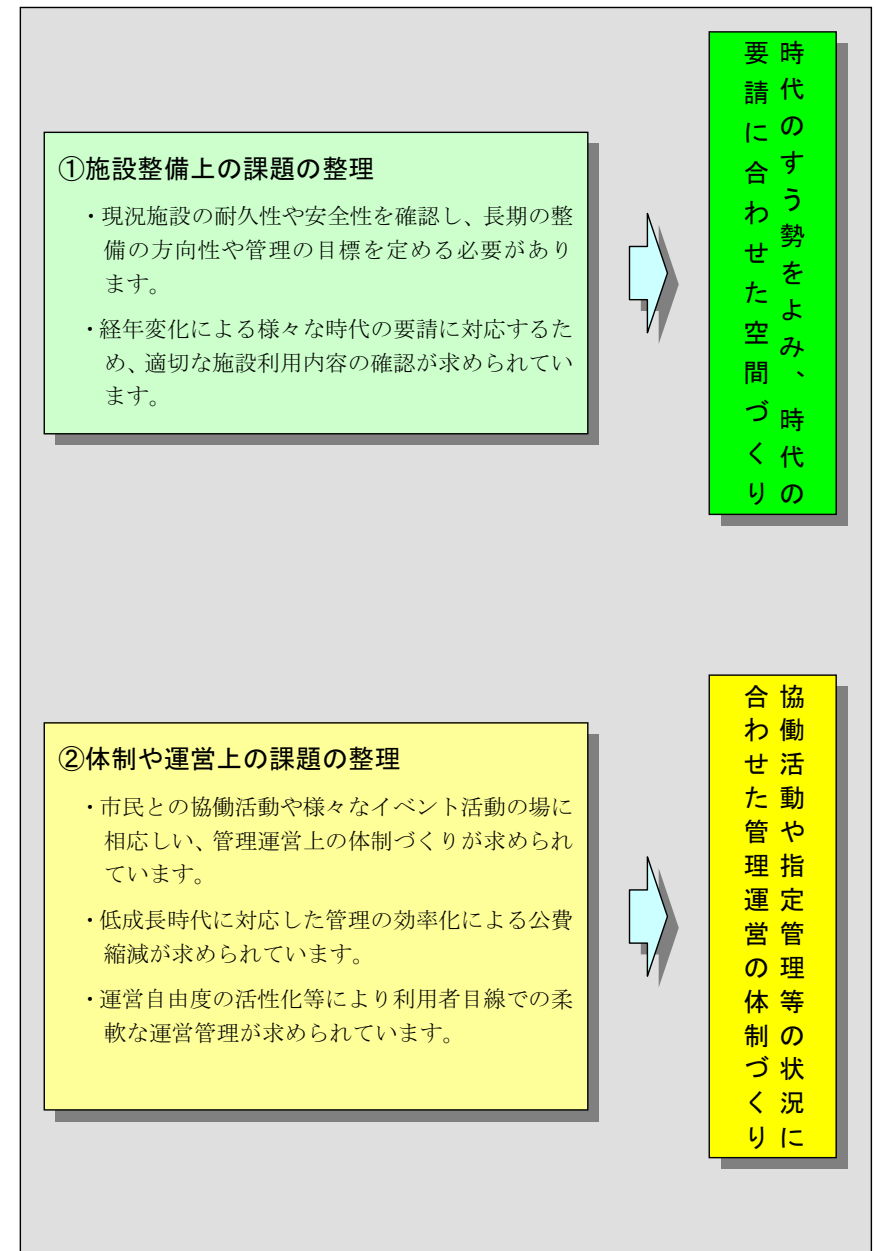 ①施設整備上の課題の整理
・現況施設の耐久性や安全性を確認し、長期の整
備の方向性や管理の目標を定める必要があり
ます。
・経年変化による様々な時代の要請に対応するた
め、適切な施設利用内容の確認が求められてい
ます。
時代のすう勢をよみ、時代の
要請に合わせた空間づくり
②体制や運営上の課題の整理
・市民との協働活動や様々なイベント活動の場に
相応しい、管理運営上の体制づくりが求められ
ています。
・低成長時代に対応した管理の効率化による公費
縮減が求められています。
・運営自由度の活性化等により利用者目線での柔
軟な運営管理が求められています。
協働活動や指定管理等の状況に
合わせた管理運営の体制づくり